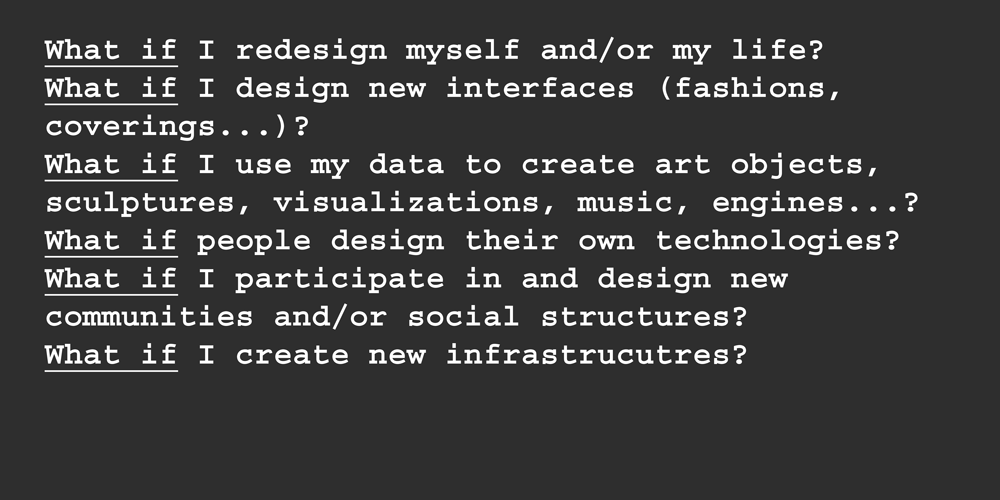 What if I redesign myself and/or my life?
What if I design new interfaces (fashions,
coverings...)?
What if I use my data to create art objects,
sculptures, visualizations, music, engines...?
What if people design their own technologies?
What if I participate in and design new
communities and/or social structures?
What if I create new infrastrucutres?